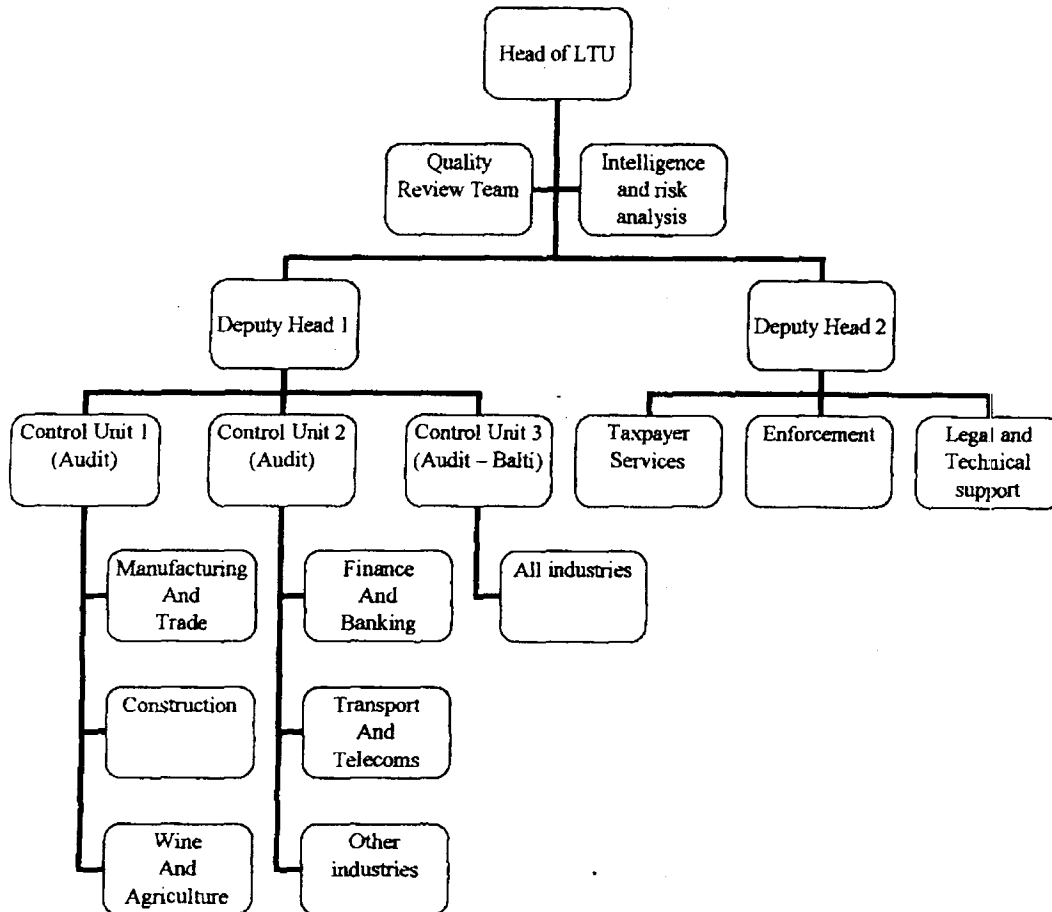 Head of LTU
Quality
Review Team
Intelligence
and risk
analysis
Deputy Head 1
Deputy Head 2
Control Unit 1
(Audit)
Control Unit 2
(Audit)
Control Unit 3
(Audit – Balti)
Taxpayer
Services
Enforcement
Legal and
Technical
support
Manufacturing
And
Trade
Finance
And
Banking
All industries
Construction
Transport
And
Telecoms
Wine
And
Agriculture
Other
industries